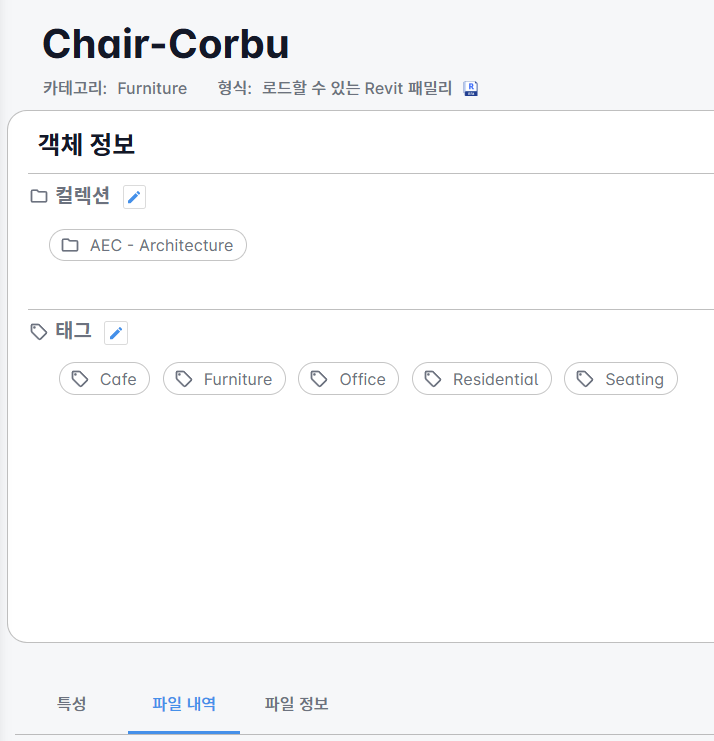 Chair-Corbu
카테고리: Furniture 형식: 로드할 수 있는 Revit 패밀리
객체 정보
컬렉션
AEC - Architecture
태그
Cafe Furniture Office Residential Seating
특성 파일 내역 파일 정보